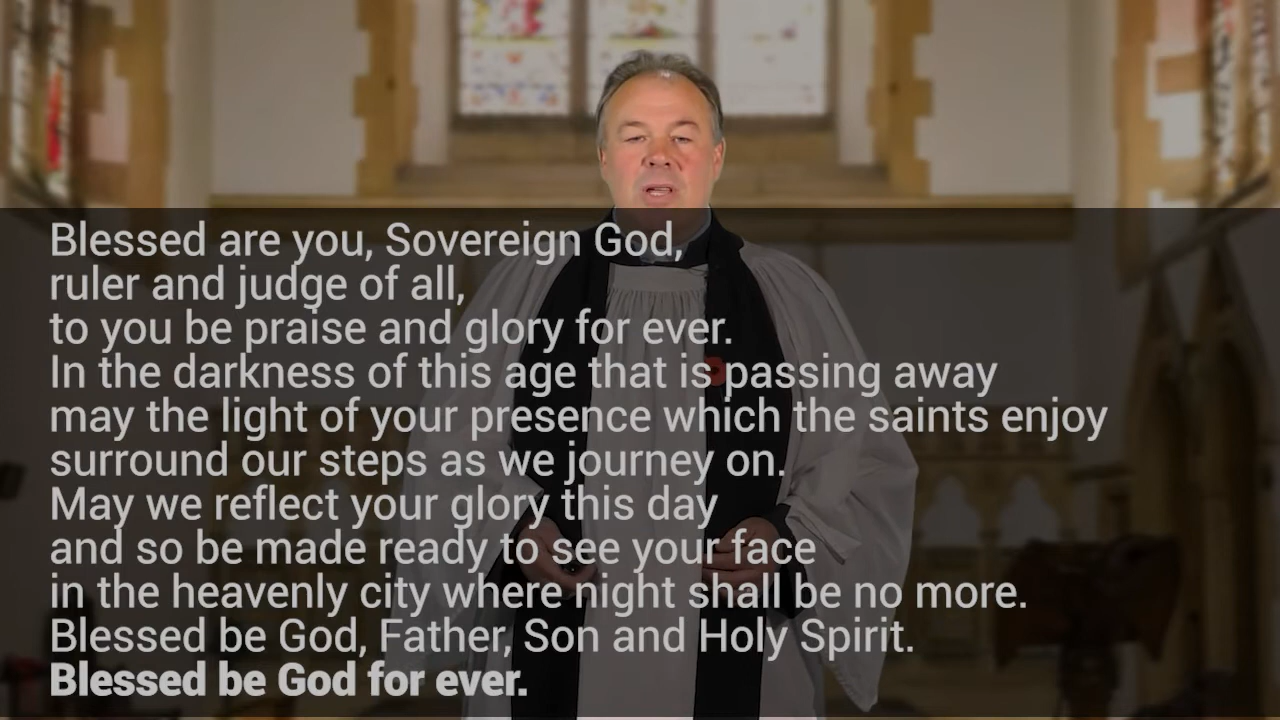 Blessed are you, Sovereign God,
ruler and judge of all,
to you be praise and glory for ever.
In the darkness of this age that is passing away
may the light of your presence which the saints enjoy
surround our steps as we journey on.
May we reflect your glory this day
and so be made ready to see your face
in the heavenly city where night shall be no more.
Blessed be God, Father, Son and Holy Spirit.
Blessed be God for ever.